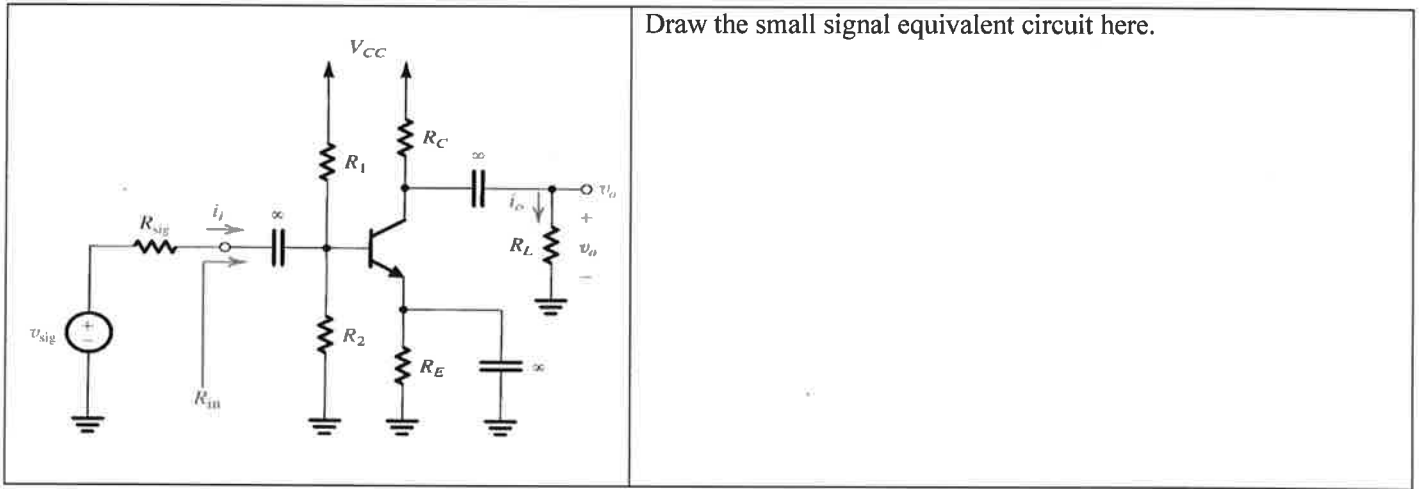 Draw the small signal equivalent circuit here.
V_CC
R_C
∞
R_1
v_o
i_o
+
R_sig
i_i
∞
R_L
v_o
−
v_sig
+
−
R_2
R_E
∞
R_in